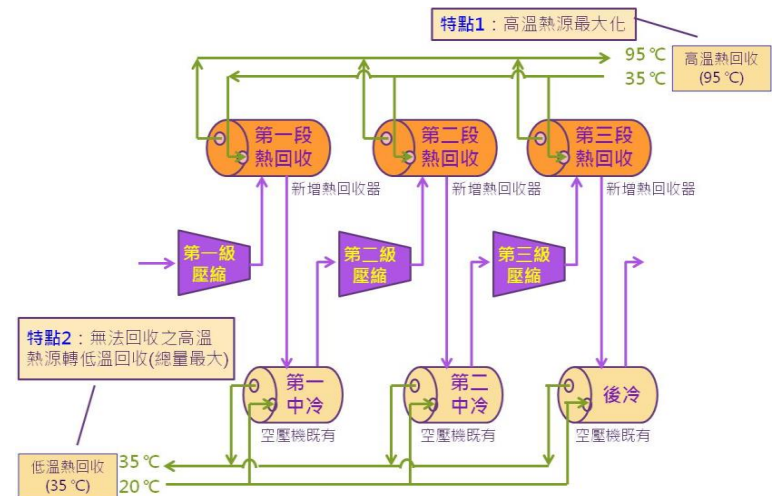 特點1：高溫熱源最大化
95℃
35℃
高溫熱回收
(95℃)
第一段
熱回收
第二段
熱回收
第三段
熱回收
新增熱回收器
新增熱回收器
新增熱回收器
第一級
壓縮
第二級
壓縮
第三級
壓縮
特點2：無法回收之高溫
熱源轉低溫回收(總量最大)
第一
中冷
第二
中冷
後冷
空壓機既有
空壓機既有
空壓機既有
低溫熱回收
(35℃)
35℃
20℃